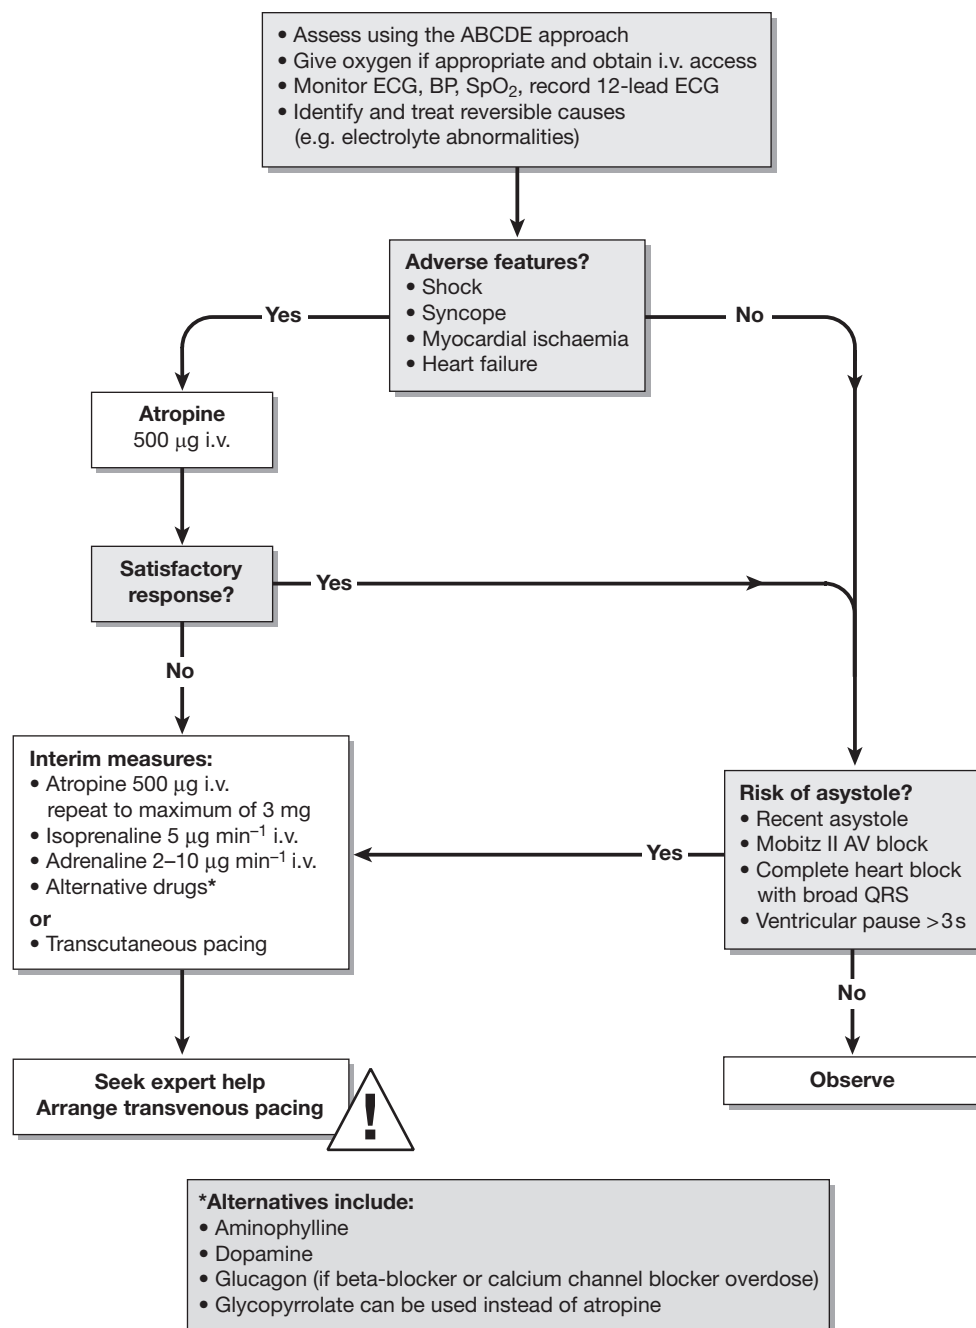 • Assess using the ABCDE approach
• Give oxygen if appropriate and obtain i.v. access
• Monitor ECG, BP, SpO₂, record 12-lead ECG
• Identify and treat reversible causes
(e.g. electrolyte abnormalities)
Adverse features?
• Shock
• Syncope
• Myocardial ischaemia
• Heart failure
Yes
No
Atropine
500 μg i.v.
Satisfactory
response?
Yes
No
Interim measures:
• Atropine 500 μg i.v.
repeat to maximum of 3 mg
• Isoprenaline 5 μg min⁻¹ i.v.
• Adrenaline 2–10 μg min⁻¹ i.v.
• Alternative drugs*
or
• Transcutaneous pacing
Yes
Risk of asystole?
• Recent asystole
• Mobitz II AV block
• Complete heart block
with broad QRS
• Ventricular pause >3 s
No
Seek expert help
Arrange transvenous pacing
!
Observe
*Alternatives include:
• Aminophylline
• Dopamine
• Glucagon (if beta-blocker or calcium channel blocker overdose)
• Glycopyrrolate can be used instead of atropine